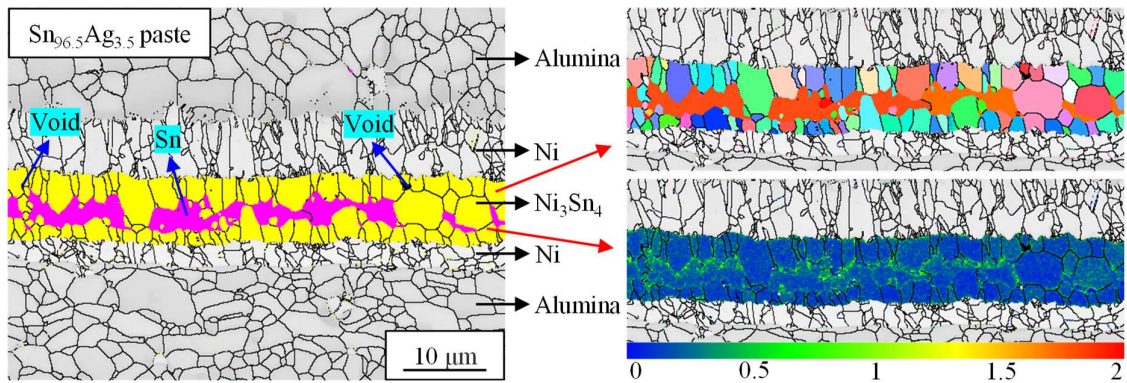 Sn96.5Ag3.5 paste
Alumina
Void
Sn
Void
Ni
Ni3Sn4
Ni
Alumina
10 μm
0 0.5 1 1.5 2